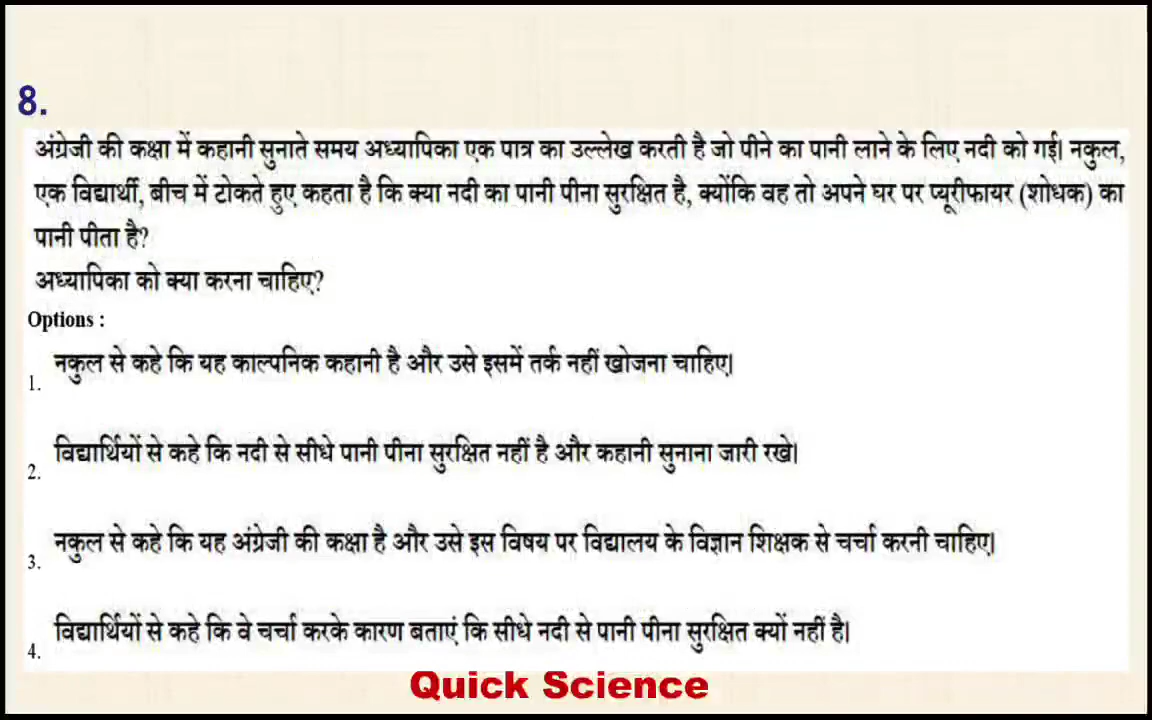 8.
अंग्रेजी की कक्षा में कहानी सुनाते समय अध्यापिका एक पात्र का उल्लेख करती है जो पीने का पानी लाने के लिए नदी को गई। नकुल,
एक विद्यार्थी, बीच में टोकते हुए कहता है कि क्या नदी का पानी पीना सुरक्षित है, क्योंकि वह तो अपने घर पर प्यूरीफायर (शोधक) का
पानी पीता है?
अध्यापिका को क्या करना चाहिए?
Options :
1. नकुल से कहे कि यह काल्पनिक कहानी है और उसे इसमें तर्क नहीं खोजना चाहिए।
2. विद्यार्थियों से कहे कि नदी से सीधे पानी पीना सुरक्षित नहीं है और कहानी सुनाना जारी रखे।
3. नकुल से कहे कि यह अंग्रेजी की कक्षा है और उसे इस विषय पर विद्यालय के विज्ञान शिक्षक से चर्चा करनी चाहिए।
4. विद्यार्थियों से कहे कि वे चर्चा करके कारण बताएं कि सीधे नदी से पानी पीना सुरक्षित क्यों नहीं है।
Quick Science